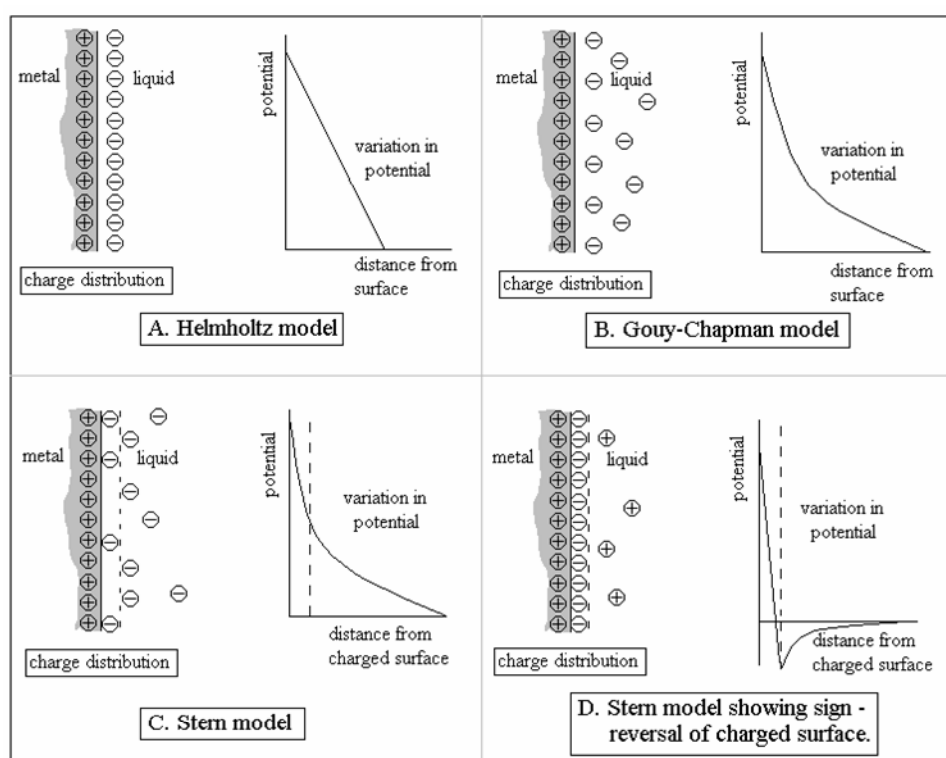 metal
liquid
potential
variation in
potential
distance from
surface
charge distribution
A. Helmholtz model
metal
liquid
potential
variation in
potential
distance from
surface
charge distribution
B. Gouy-Chapman model
metal
liquid
potential
variation in
potential
distance from
charged surface
charge distribution
C. Stern model
metal
liquid
potential
variation in
potential
distance from
charged surface
charge distribution
D. Stern model showing sign -
reversal of charged surface.